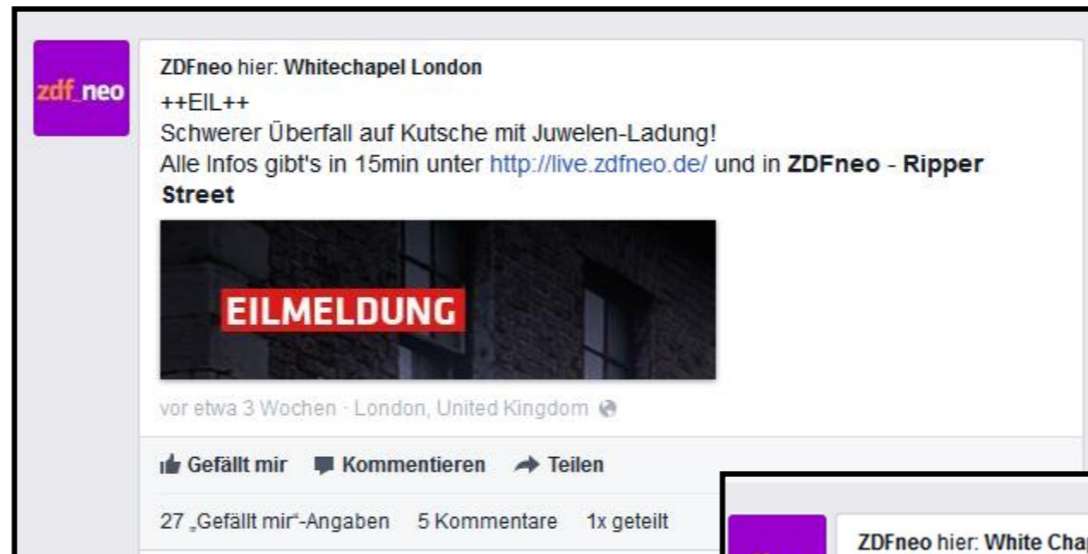 zdf_neo
ZDFneo hier: Whitechapel London
++EIL++
Schwerer Überfall auf Kutsche mit Juwelen-Ladung!
Alle Infos gibt's in 15min unter http://live.zdfneo.de/ und in ZDFneo - Ripper
Street
EILMELDUNG
vor etwa 3 Wochen · London, United Kingdom
Gefällt mir Kommentieren Teilen
27 „Gefällt mir“-Angaben 5 Kommentare 1x geteilt
ZDFneo hier: White